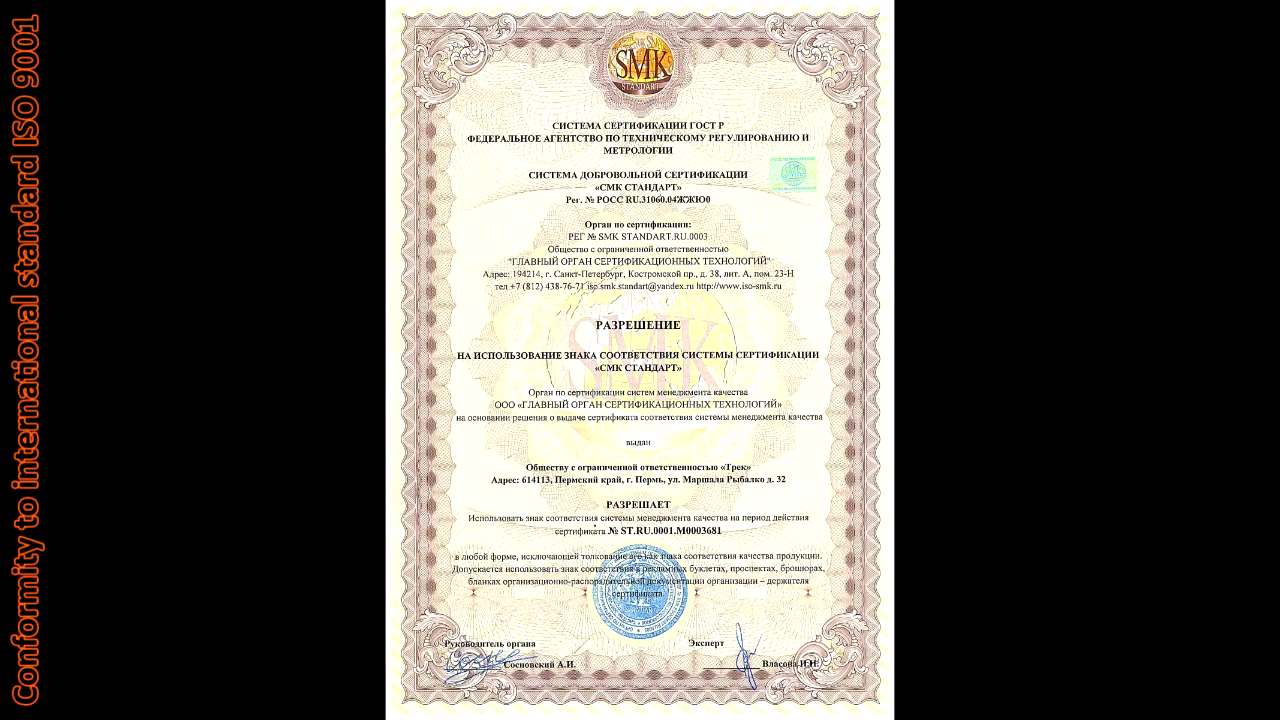 Conformity to international standard ISO 9001
SMK
STANDART
СИСТЕМА СЕРТИФИКАЦИИ ГОСТ Р
ФЕДЕРАЛЬНОЕ АГЕНТСТВО ПО ТЕХНИЧЕСКОМУ РЕГУЛИРОВАНИЮ И
МЕТРОЛОГИИ
СИСТЕМА ДОБРОВОЛЬНОЙ СЕРТИФИКАЦИИ
«СМК СТАНДАРТ»
Рег. № РОСС RU.31060.04ЖЖЮ0
Орган по сертификации:
РЕГ № SMK STANDART.RU.0003
Общество с ограниченной ответственностью
"ГЛАВНЫЙ ОРГАН СЕРТИФИКАЦИОННЫХ ТЕХНОЛОГИЙ"
Адрес: 194214, г. Санкт-Петербург, Костромской пр., д. 38, лит. А, пом. 23-Н
тел +7 (812) 438-76-71 iso.smk.standart@yandex.ru http://www.iso-smk.ru
РАЗРЕШЕНИЕ
НА ИСПОЛЬЗОВАНИЕ ЗНАКА СООТВЕТСТВИЯ СИСТЕМЫ СЕРТИФИКАЦИИ
«СМК СТАНДАРТ»
SMK
Орган по сертификации систем менеджмента качества
ООО «ГЛАВНЫЙ ОРГАН СЕРТИФИКАЦИОННЫХ ТЕХНОЛОГИЙ»
на основании решения о выдаче сертификата соответствия системы менеджмента качества
выдан
Обществу с ограниченной ответственностью «Трек»
Адрес: 614113, Пермский край, г. Пермь, ул. Маршала Рыбалко д. 32
РАЗРЕШАЕТ
Использовать знак соответствия системы менеджмента качества на период действия
сертификата № ST.RU.0001.M0003681
в любой форме, исключающей толкование его как знака соответствия качества продукции.
Допускается использовать знак соответствия в рекламных буклетах, проспектах, брошюрах,
бланках организационно-распорядительной документации организации – держателя
сертификата.
Руководитель органа
Эксперт
Сосновский А.И.
Власова И.Н.